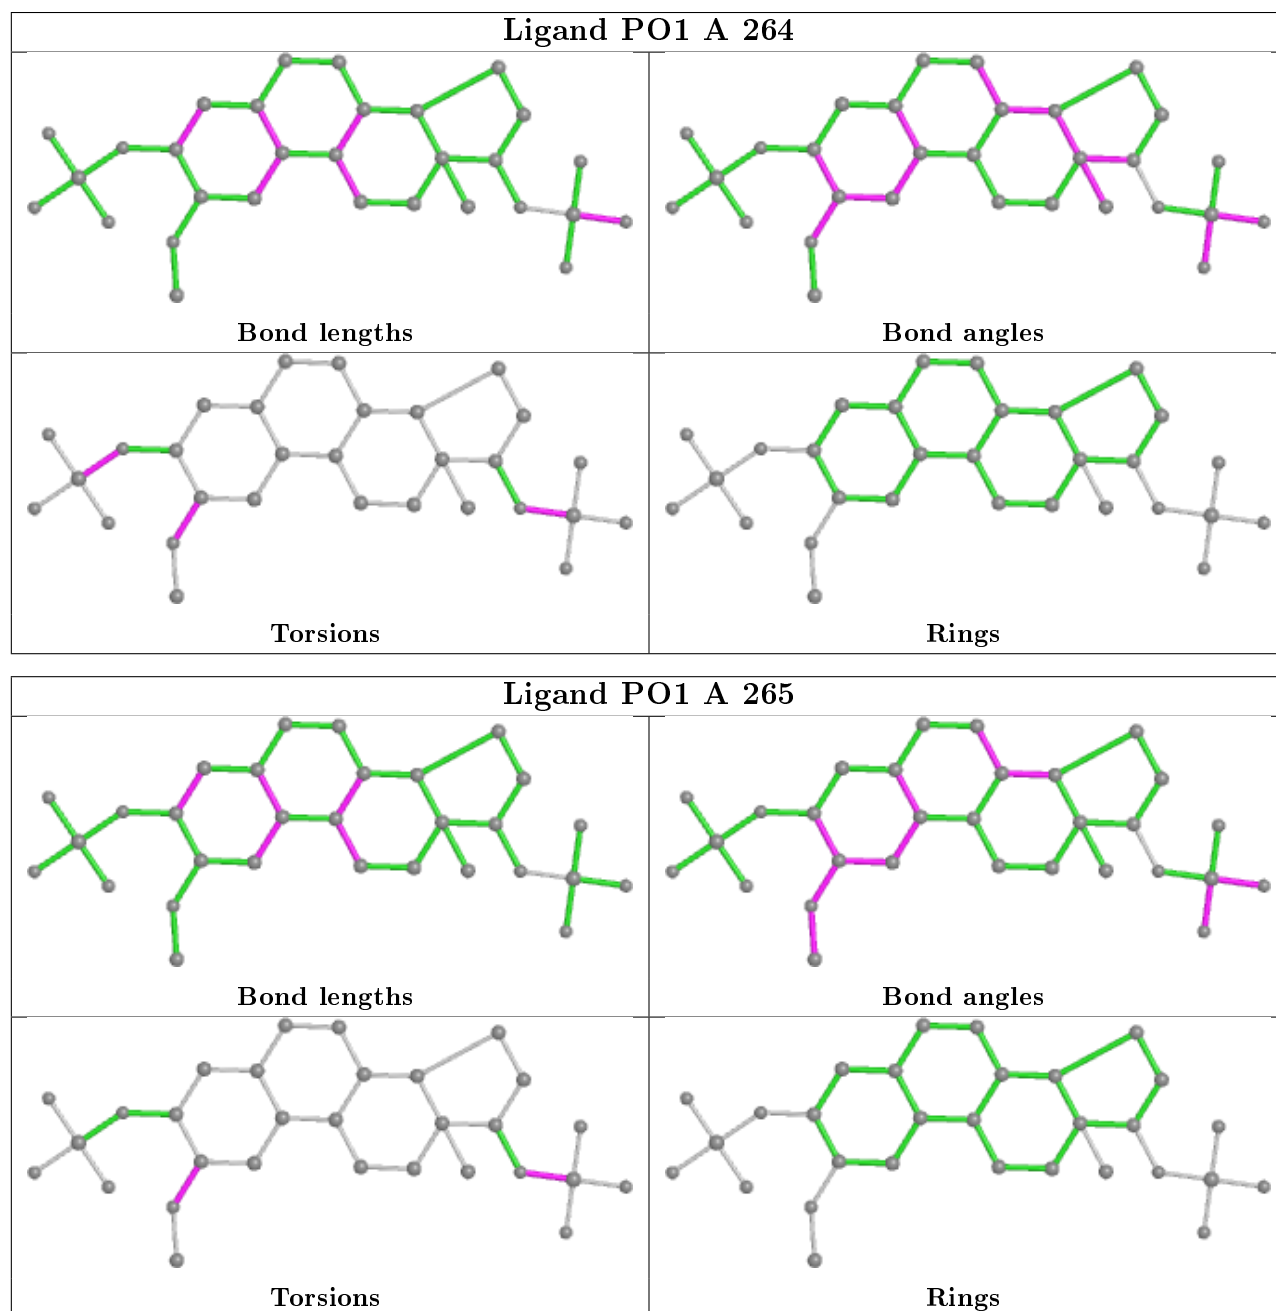 Ligand PO1 A 264
Bond lengths
Bond angles
Torsions
Rings
Ligand PO1 A 265
Bond lengths
Bond angles
Torsions
Rings